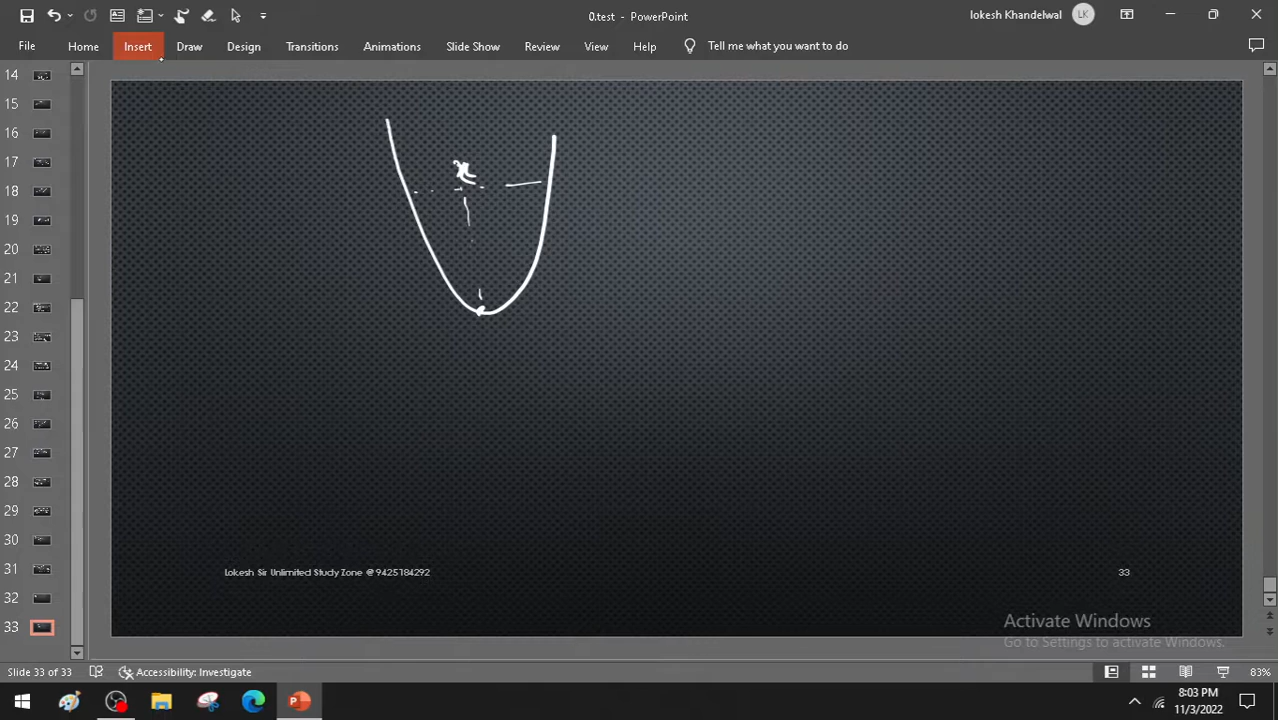 0.test - PowerPoint
lokesh Khandelwal
LK
File Home Insert Draw Design Transitions Animations Slide Show Review View Help Tell me what you want to do
14
15
16
17
18
19
20
21
22
23
24
25
26
27
28
29
30
31
32
33
x
Lokesh Sir Unlimited Study Zone @ 9425184292
33
Activate Windows
Go to Settings to activate Windows.
Slide 33 of 33
Accessibility: Investigate
83%
8:03 PM
11/3/2022